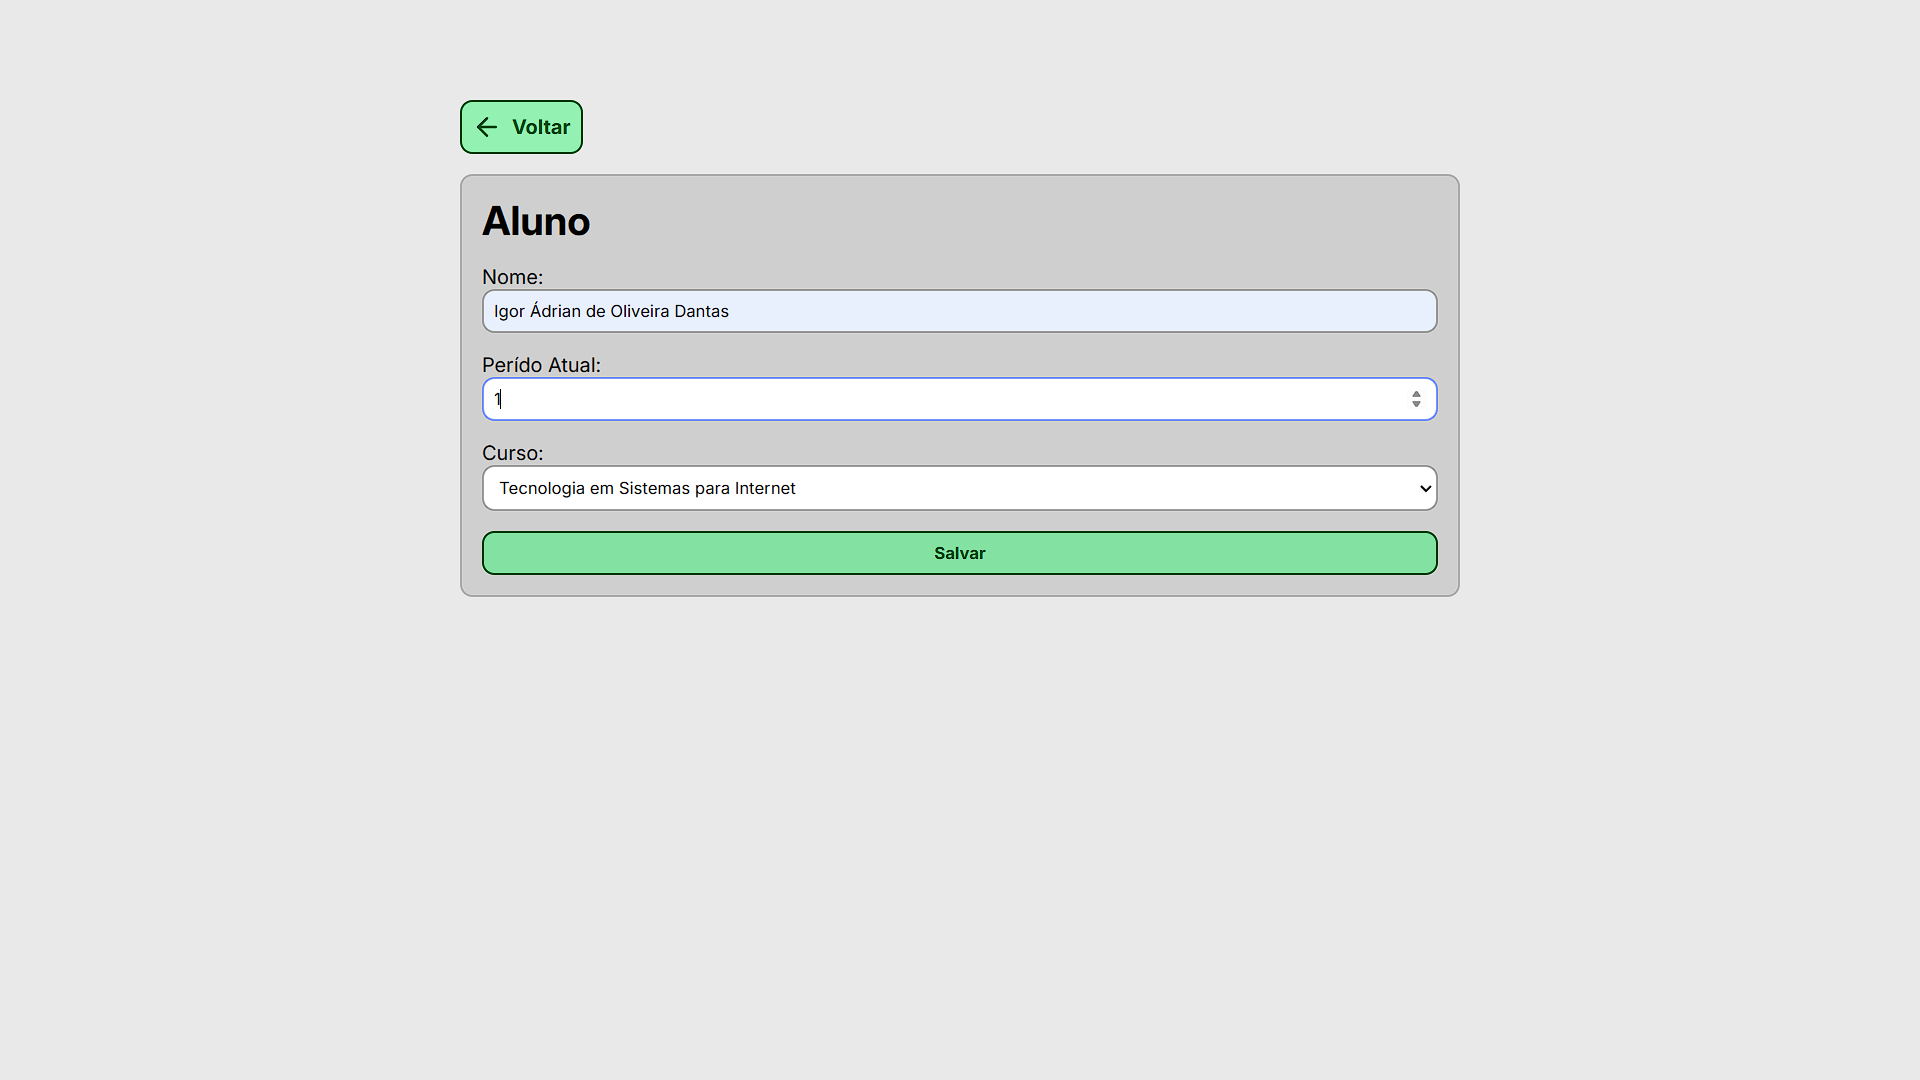 Voltar
Aluno
Nome:
Igor Ádrian de Oliveira Dantas
Perído Atual:
1
Curso:
Tecnologia em Sistemas para Internet
Salvar